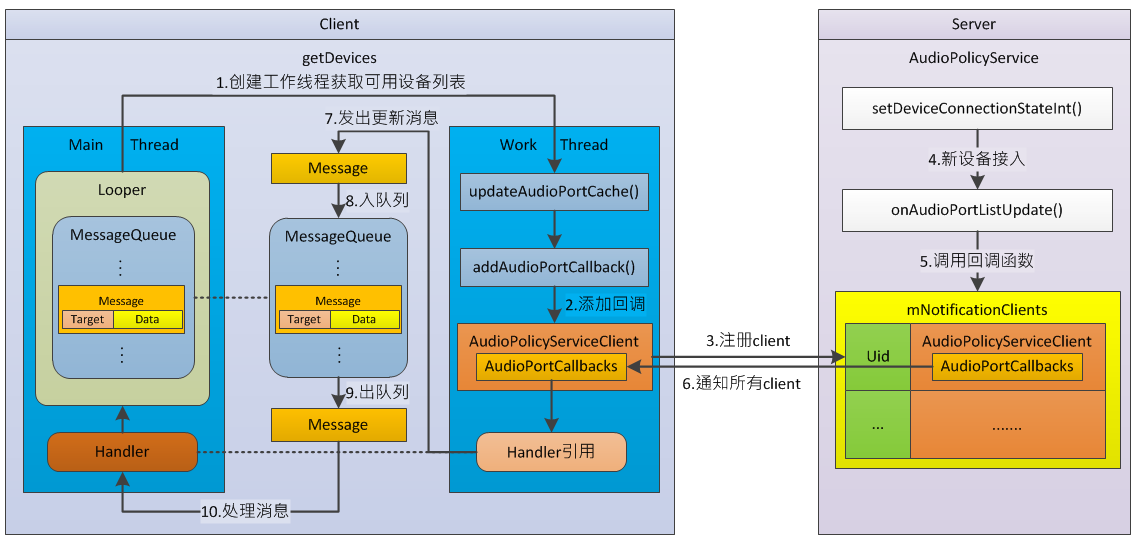 Client
getDevices
1.创建工作线程获取可用设备列表
Main Thread
Looper
MessageQueue
⋮
Message
Target
Data
⋮
Handler
7.发出更新消息
Message
8.入队列
MessageQueue
⋮
Message
Target
Data
⋮
9.出队列
Message
10.处理消息
Work Thread
updateAudioPortCache()
addAudioPortCallback()
2.添加回调
AudioPolicyServiceClient
AudioPortCallbacks
Handler引用
3.注册client
6.通知所有client
Server
AudioPolicyService
setDeviceConnectionStateInt()
4.新设备接入
onAudioPortListUpdate()
5.调用回调函数
mNotificationClients
Uid
AudioPolicyServiceClient
AudioPortCallbacks
...
.......